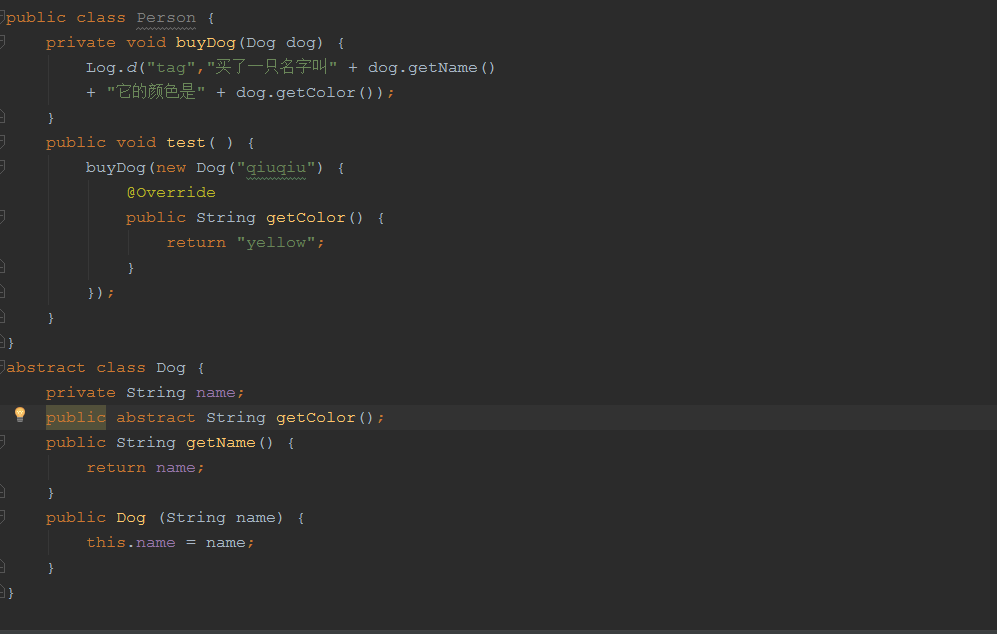 public class Person {
    private void buyDog(Dog dog) {
        Log.d("tag","买了一只名字叫" + dog.getName()
        + "它的颜色是" + dog.getColor());
    }
    public void test( ) {
        buyDog(new Dog("qiuqiu") {
            @Override
            public String getColor() {
                return "yellow";
            }
        });
    }
}
abstract class Dog {
    private String name;
    public abstract String getColor();
    public String getName() {
        return name;
    }
    public Dog (String name) {
        this.name = name;
    }
}